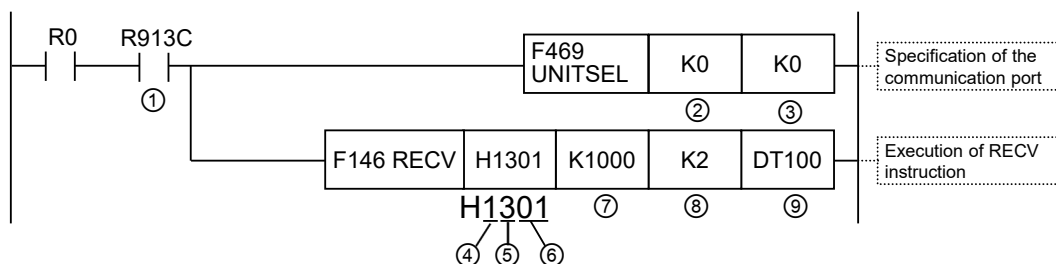 R0 R913C
①
F469
UNITSEL
K0
K0
②
③
Specification of the
communication port
F146 RECV
H1301
K1000
K2
DT100
Execution of RECV
instruction
H1301
⑦
⑧
⑨
④
⑤
⑥